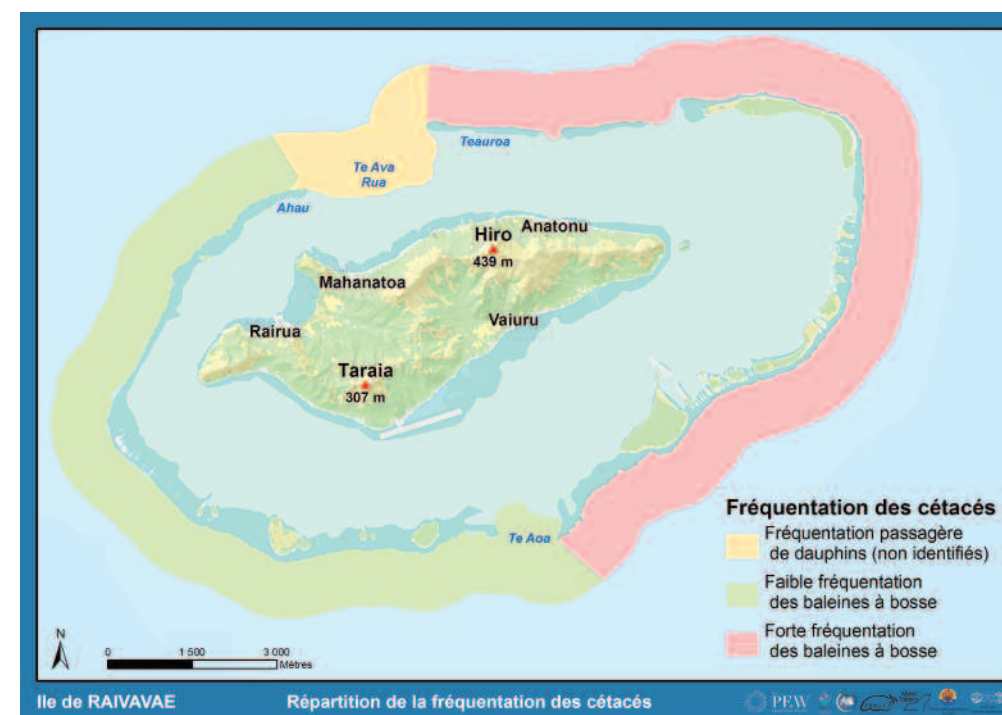 Teauroa
Te Ava
Rua
Ahau
Hiro
Anatonu
439 m
Mahanatoa
Vaiuru
Rairua
Taraia
307 m
Te Aoa
Fréquentation des cétacés
Fréquentation passagère
de dauphins (non identifiés)
Faible fréquentation
des baleines à bosse
Forte fréquentation
des baleines à bosse
N
0 1 500 3 000
Mètres
Ile de RAIVAVAE Répartition de la fréquentation des cétacés PEW